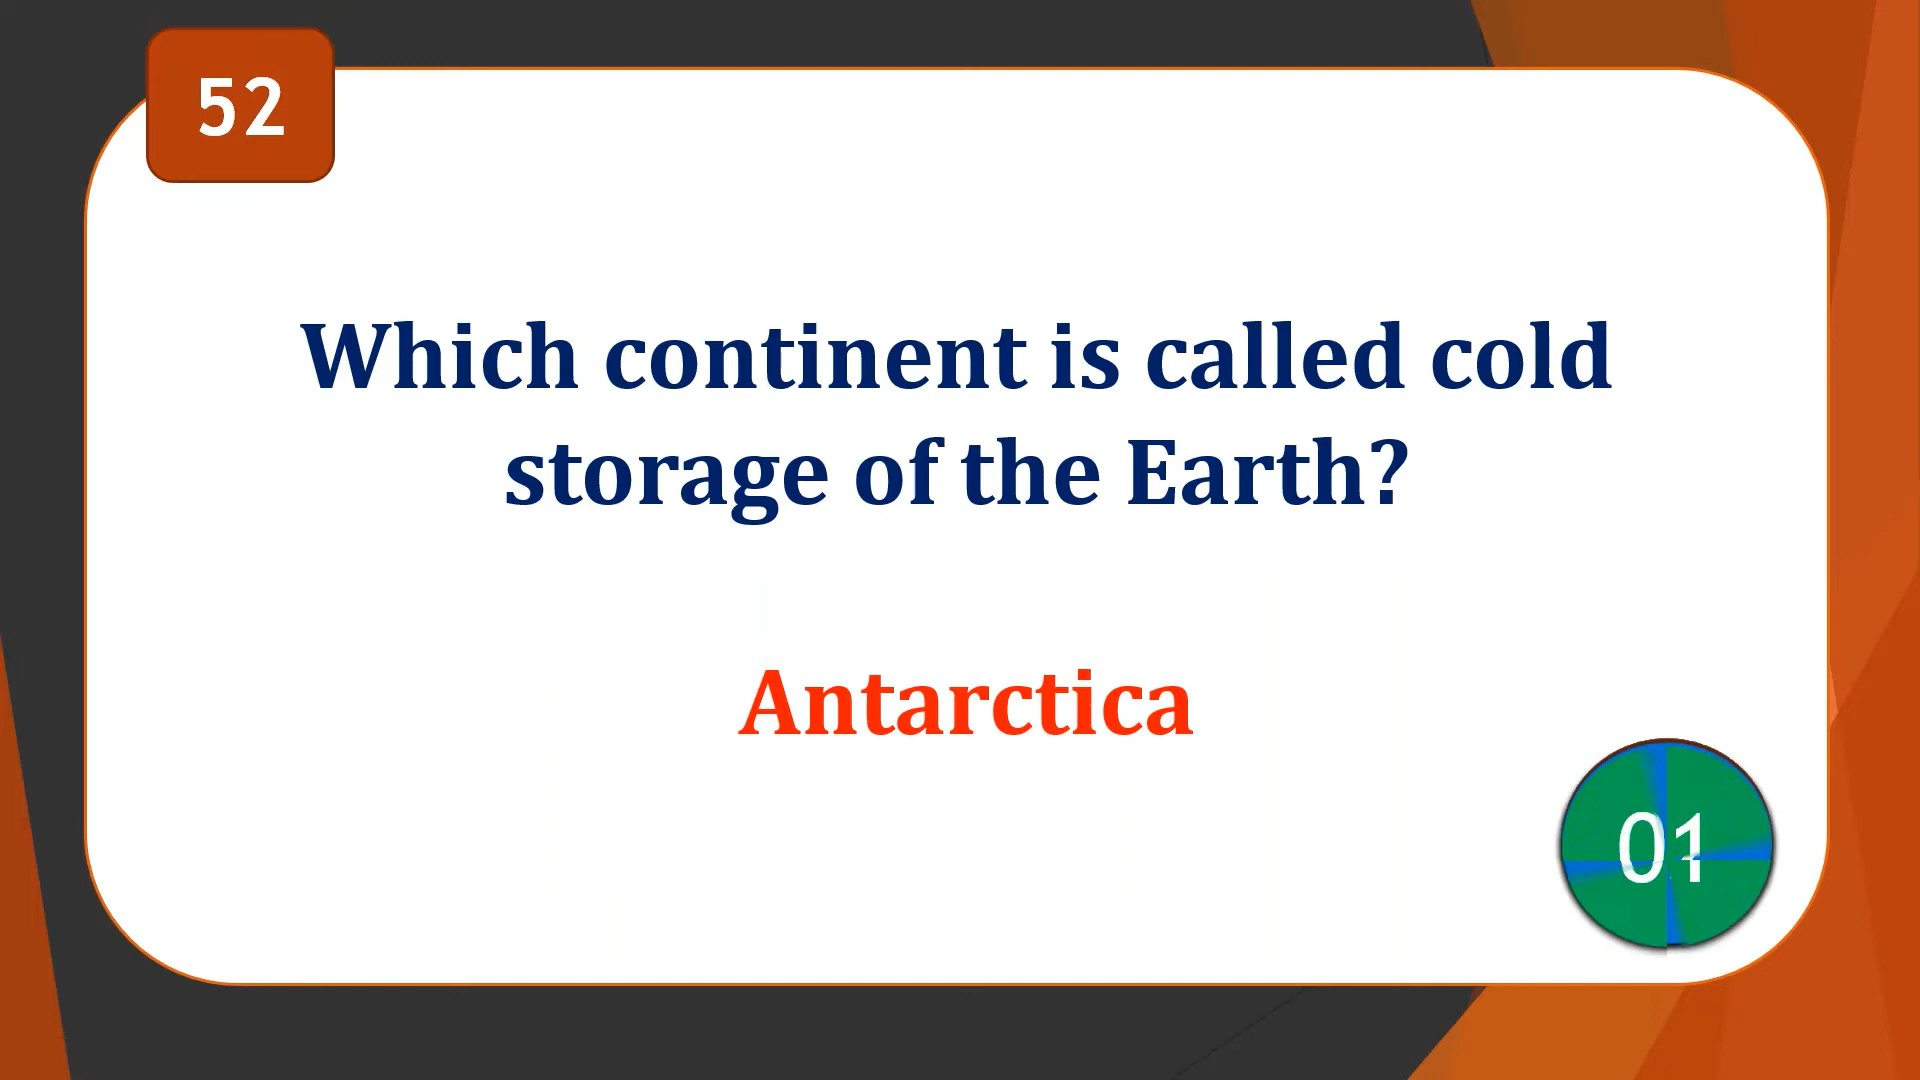 52
Which continent is called cold
storage of the Earth?
Antarctica
01